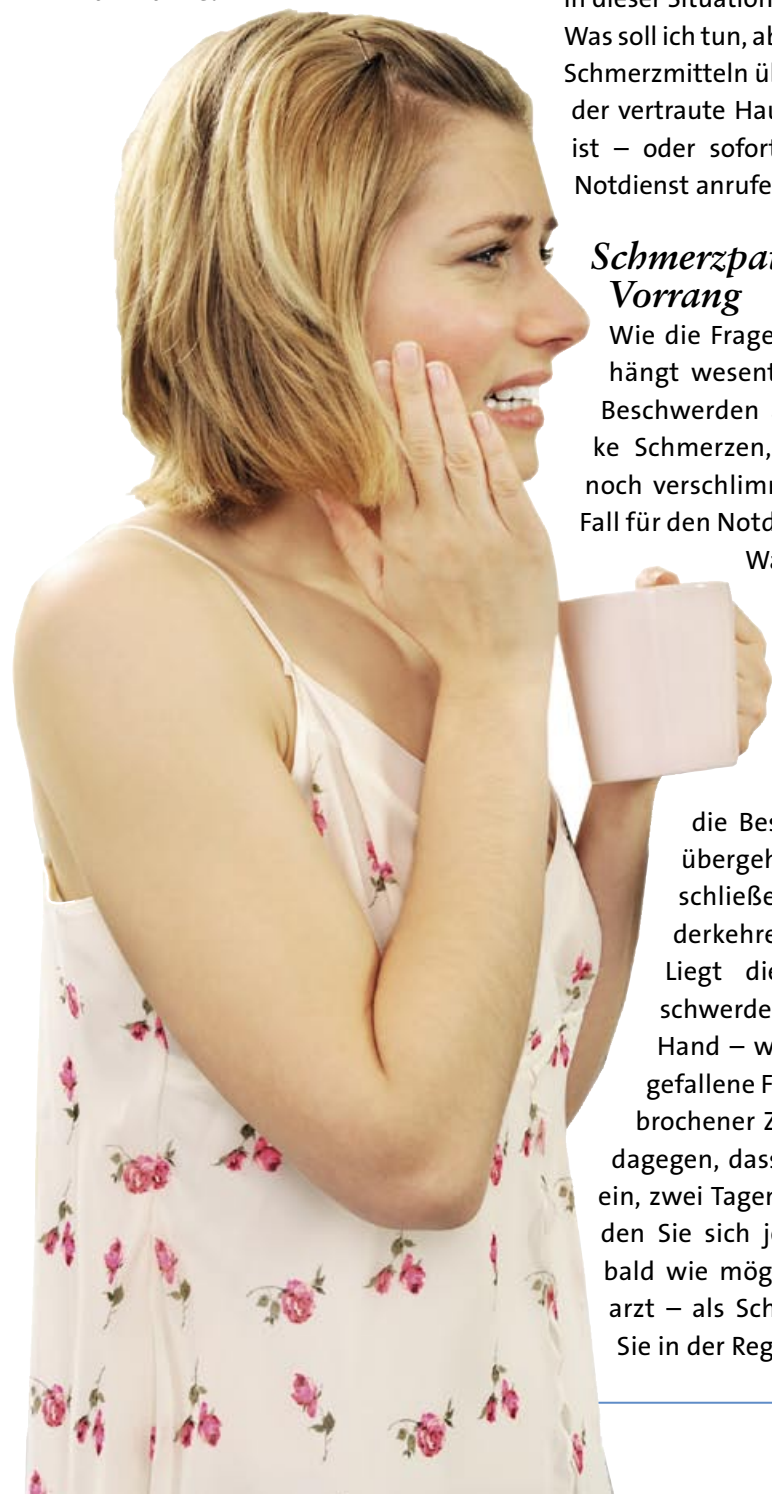 In dieser Situation
Was soll ich tun, ab
Schmerzmitteln üb
der vertraute Hau
ist – oder sofort
Notdienst anrufe
Schmerzpat
Vorrang
Wie die Frage
hängt wesent
Beschwerden
ke Schmerzen,
noch verschlimm
Fall für den Notd
Wa
die Bes
übergeh
schließe
derkehre
Liegt die
schwerde
Hand – w
gefallene F
brochener Z
dagegen, dass
ein, zwei Tagen
den Sie sich je
bald wie mög
arzt – als Sch
Sie in der Reg